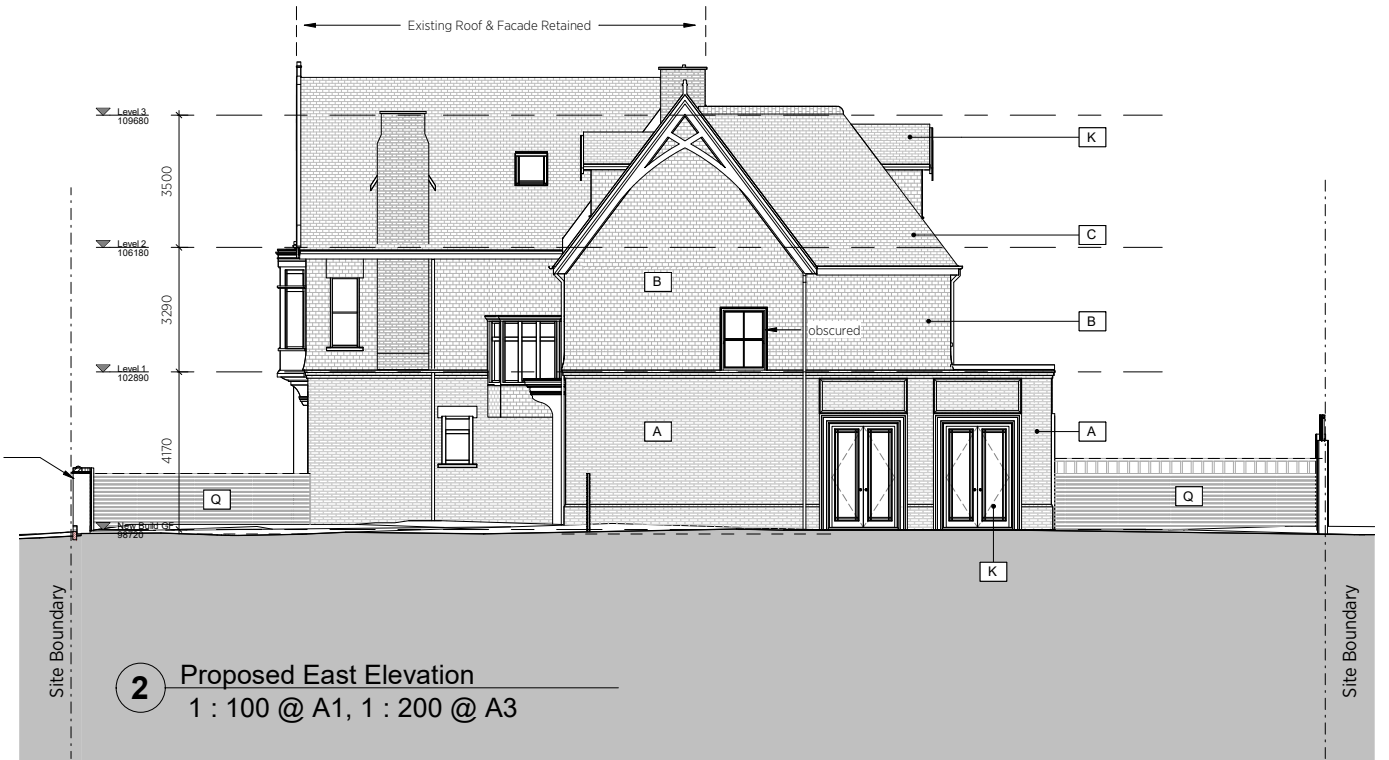 Existing Roof & Facade Retained
Level 3
109680
K
3500
C
Level 2
106180
B
3290
B
obscured
Level 1
102890
A
A
4170
Q
Q
New Build GF
98720
K
Site Boundary
Site Boundary
2
Proposed East Elevation
1 : 100 @ A1, 1 : 200 @ A3